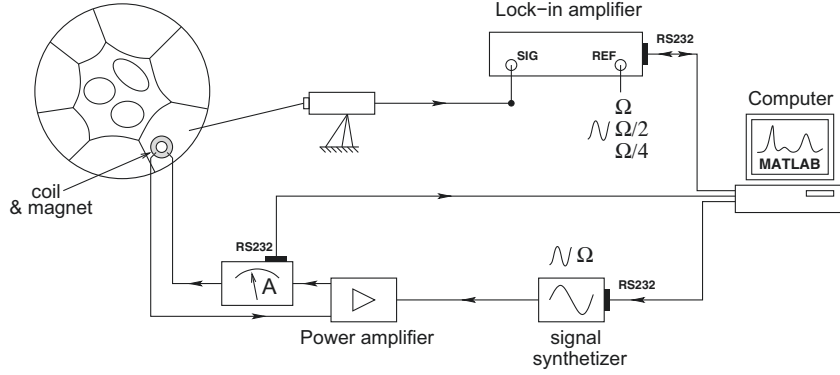 Lock−in amplifier
RS232
SIG
REF
Ω
Ω/2
Ω/4
Computer
MATLAB
coil
& magnet
RS232
A
Ω
RS232
Power amplifier
signal
synthetizer